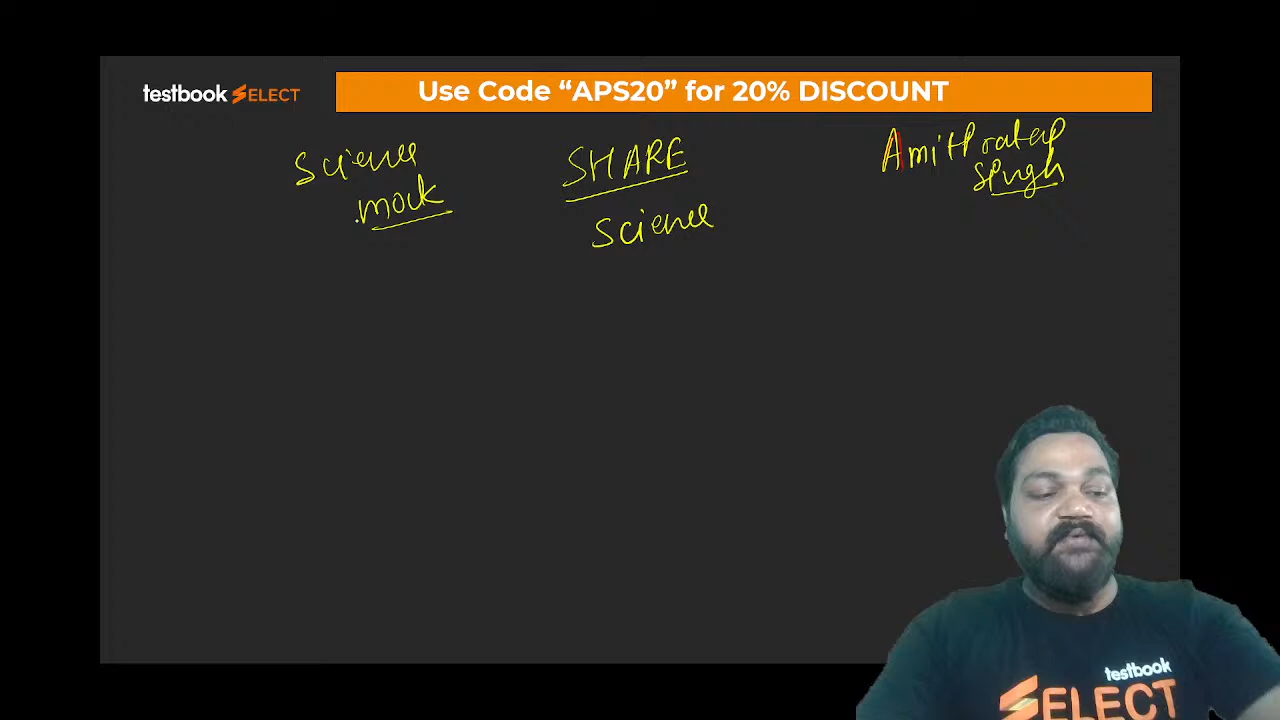 testbook SELECT
Use Code “APS20” for 20% DISCOUNT
Science
mock
SHARE
Science
Amit Pratap
Singh
testbook
SELECT